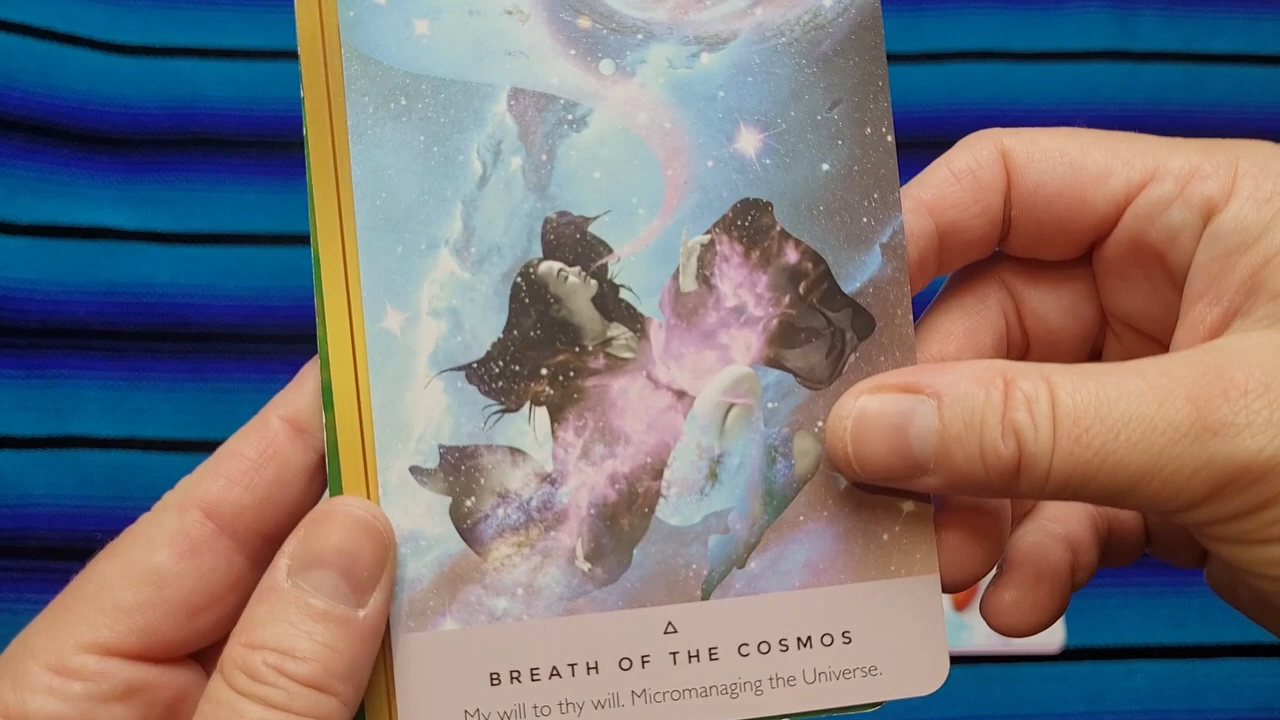 BREATH OF THE COSMOS
My will to thy will. Micromanaging the Universe.